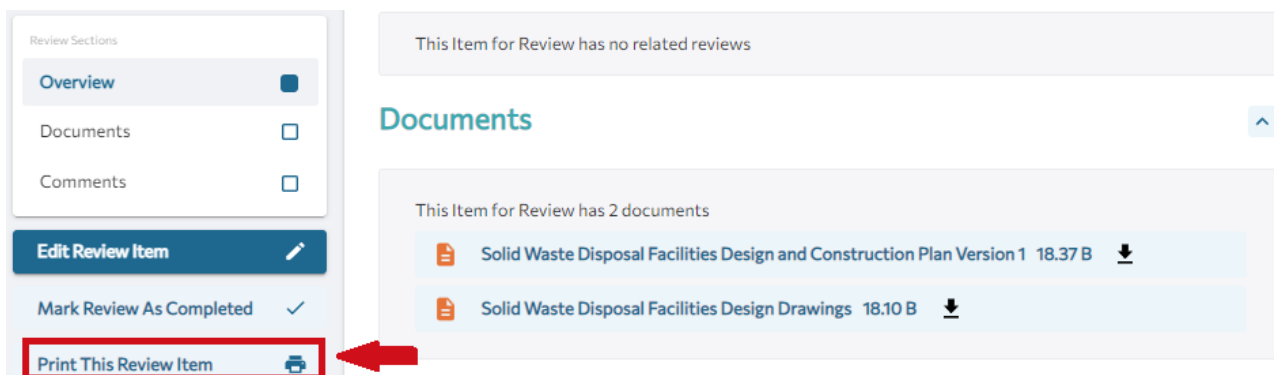 Review Sections
Overview
Documents
Comments
Edit Review Item
Mark Review As Completed
Print This Review Item
This Item for Review has no related reviews
Documents
This Item for Review has 2 documents
Solid Waste Disposal Facilities Design and Construction Plan Version 1 18.37 B
Solid Waste Disposal Facilities Design Drawings 18.10 B